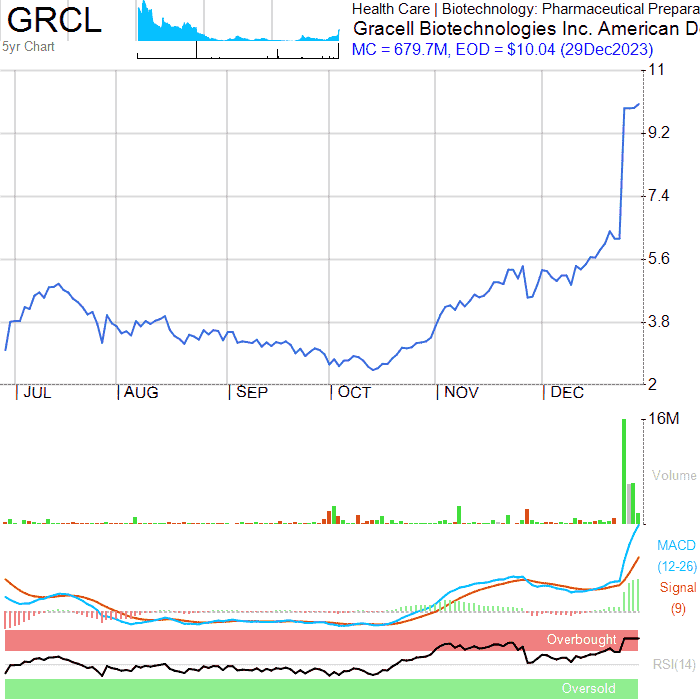 GRCL
5yr Chart
Health Care | Biotechnology: Pharmaceutical Prepara
Gracell Biotechnologies Inc. American D
MC = 679.7M, EOD = $10.04 (29Dec2023)
11
9.2
7.4
5.6
3.8
2
JUL AUG SEP OCT NOV DEC
16M
Volume
MACD
(12-26)
Signal
(9)
Overbought
RSI(14)
Oversold